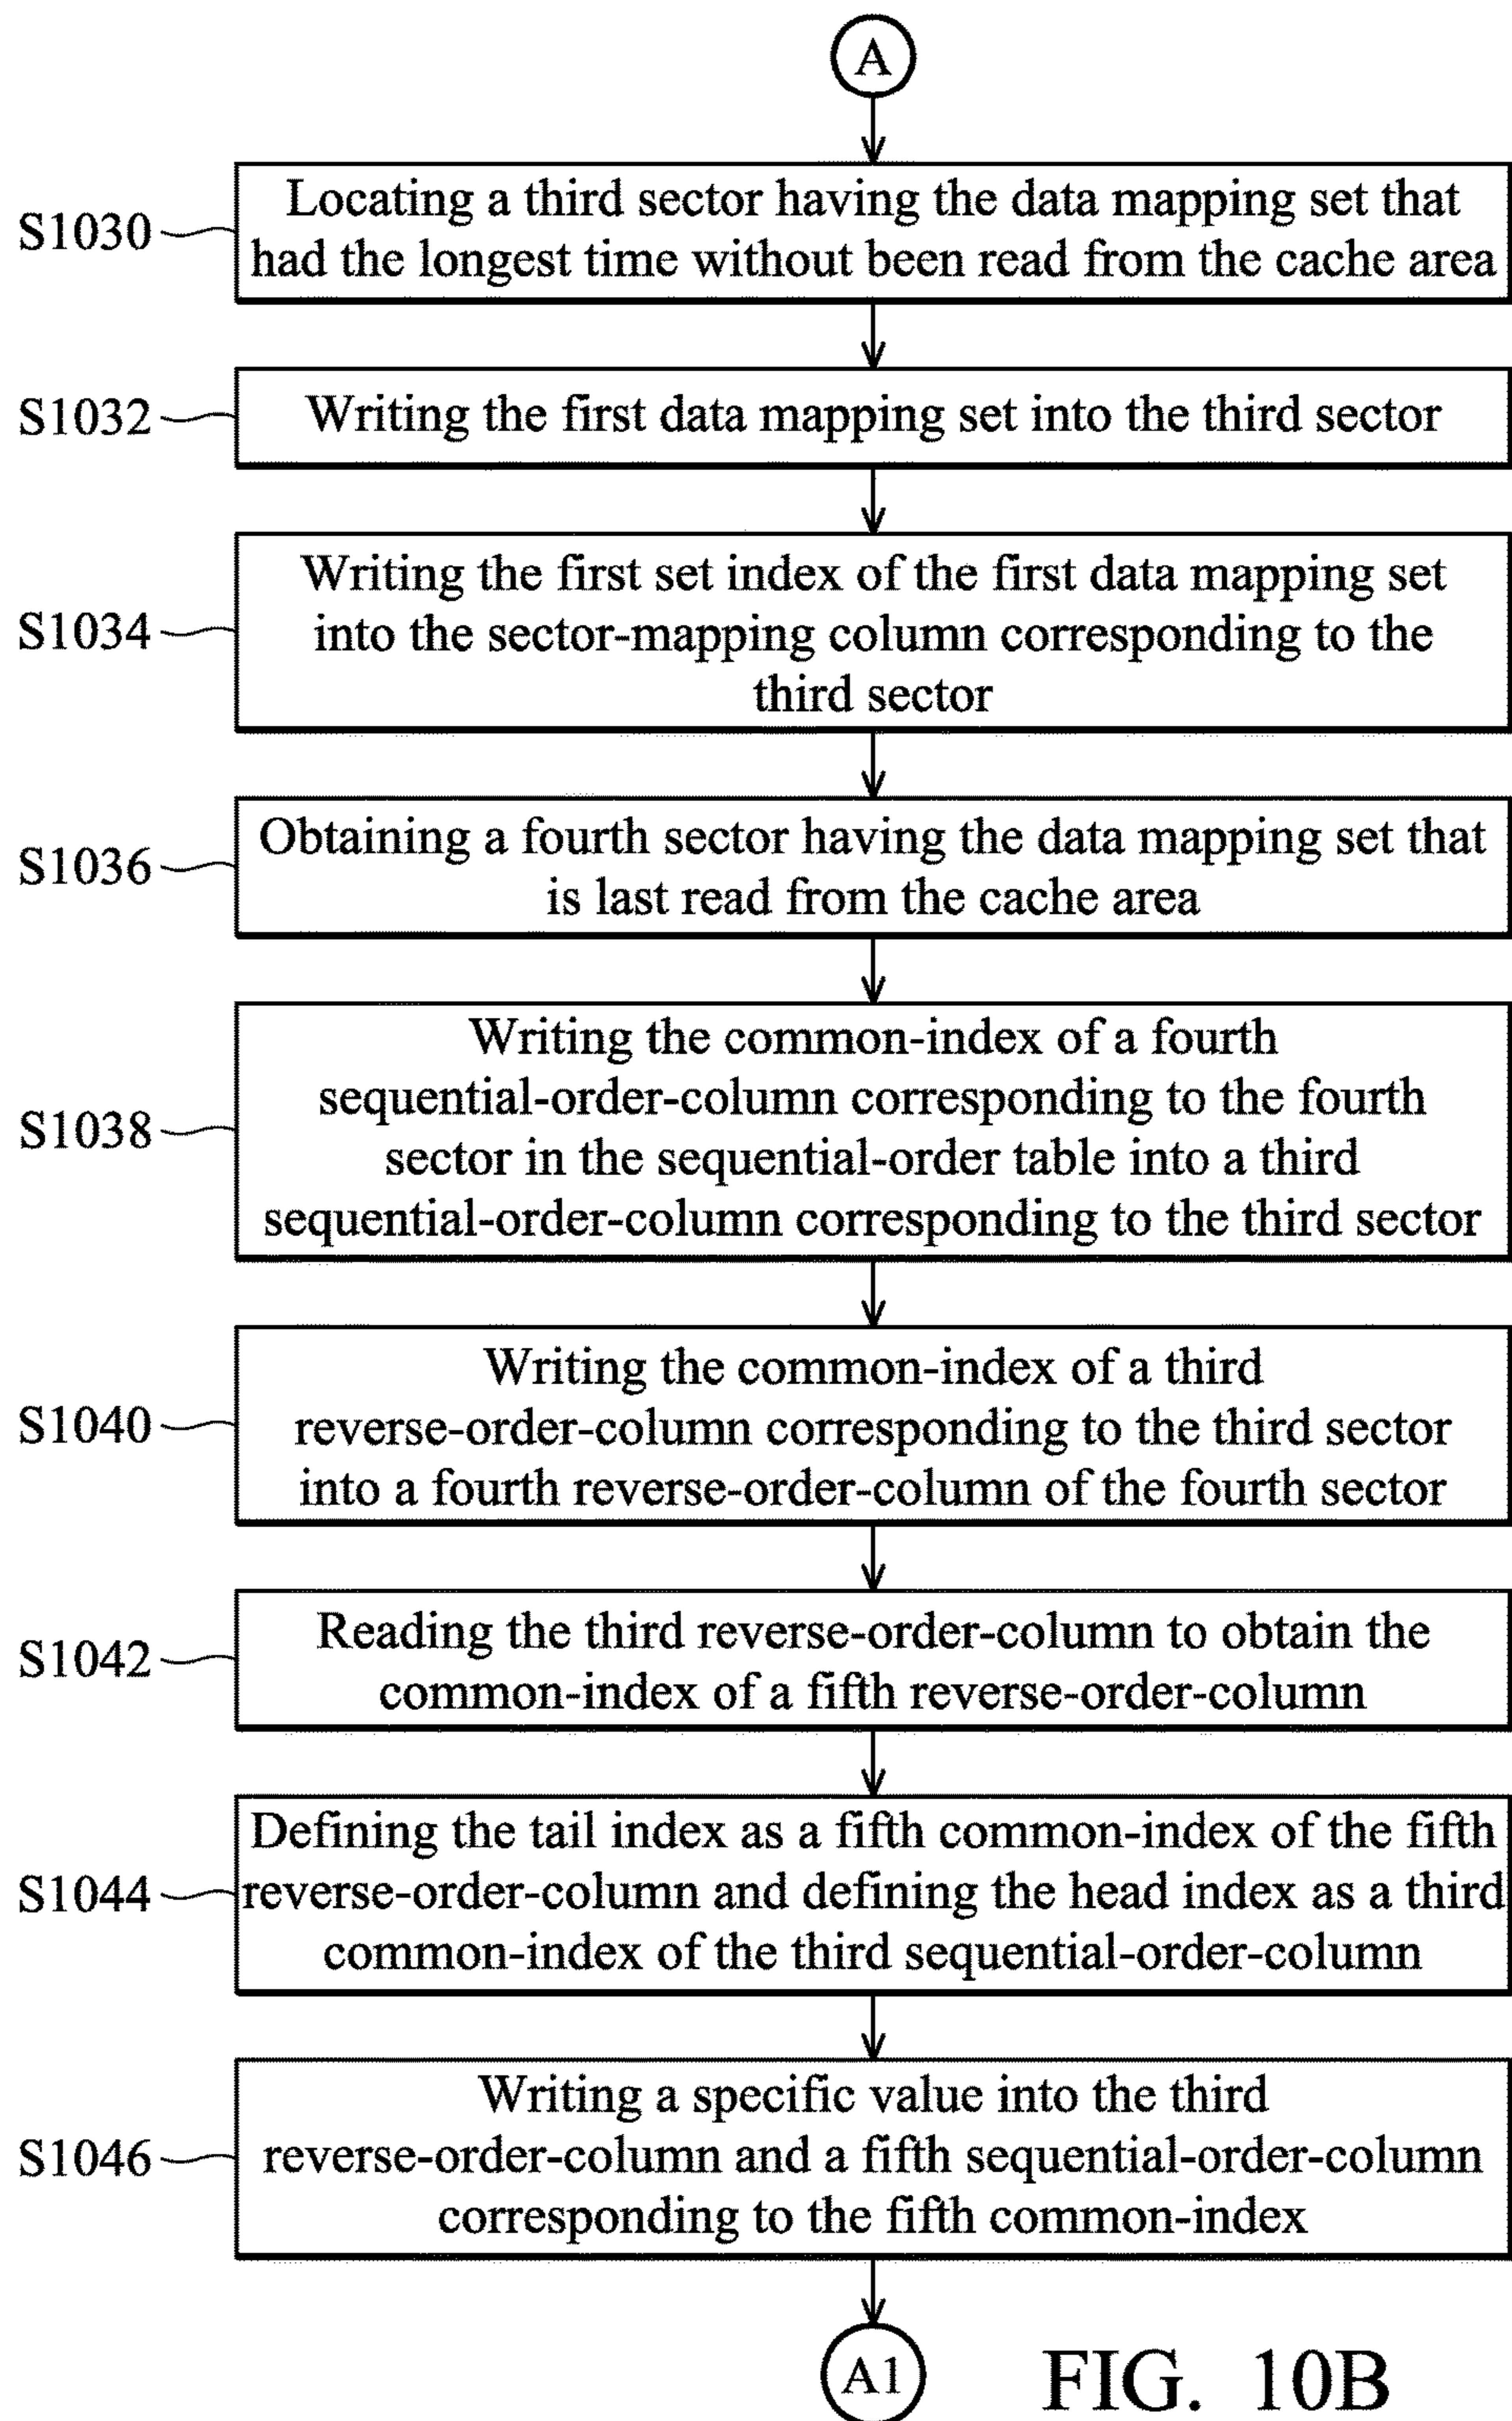 A
S1030
Locating a third sector having the data mapping set that
had the longest time without been read from the cache area
S1032
Writing the first data mapping set into the third sector
S1034
Writing the first set index of the first data mapping set
into the sector-mapping column corresponding to the
third sector
S1036
Obtaining a fourth sector having the data mapping set that
is last read from the cache area
S1038
Writing the common-index of a fourth
sequential-order-column corresponding to the fourth
sector in the sequential-order table into a third
sequential-order-column corresponding to the third sector
S1040
Writing the common-index of a third
reverse-order-column corresponding to the third sector
into a fourth reverse-order-column of the fourth sector
S1042
Reading the third reverse-order-column to obtain the
common-index of a fifth reverse-order-column
S1044
Defining the tail index as a fifth common-index of the fifth
reverse-order-column and defining the head index as a third
common-index of the third sequential-order-column
S1046
Writing a specific value into the third
reverse-order-column and a fifth sequential-order-column
corresponding to the fifth common-index
A1
FIG. 10B